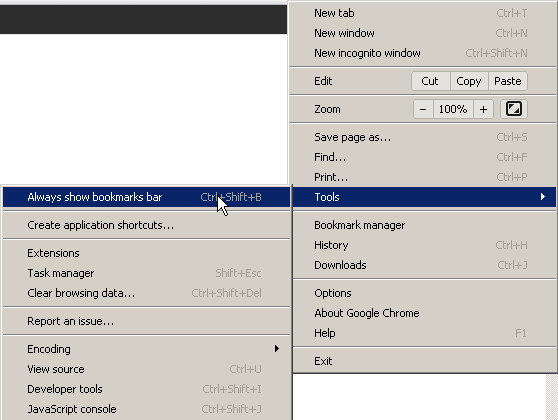 New tab Ctrl+T
New window Ctrl+N
New incognito window Ctrl+Shift+N
Edit Cut Copy Paste
Zoom − 100% +
Save page as... Ctrl+S
Find... Ctrl+F
Print... Ctrl+P
Tools
Bookmark manager
History Ctrl+H
Downloads Ctrl+J
Options
About Google Chrome
Help F1
Exit
Always show bookmarks bar Ctrl+Shift+B
Create application shortcuts...
Extensions
Task manager Shift+Esc
Clear browsing data... Ctrl+Shift+Del
Report an issue...
Encoding
View source Ctrl+U
Developer tools Ctrl+Shift+I
JavaScript console Ctrl+Shift+J